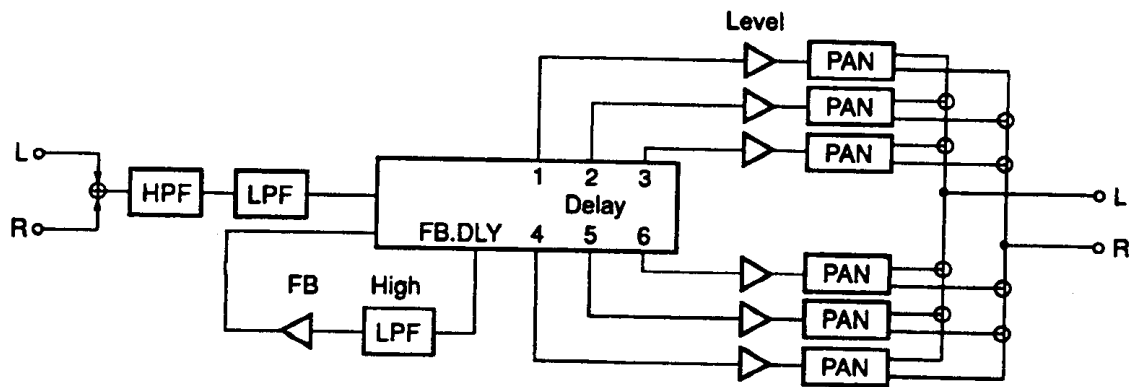 Level
PAN
PAN
PAN
L
R
HPF
LPF
1 2 3
Delay
FB.DLY 4 5 6
L
R
FB High
LPF
PAN
PAN
PAN